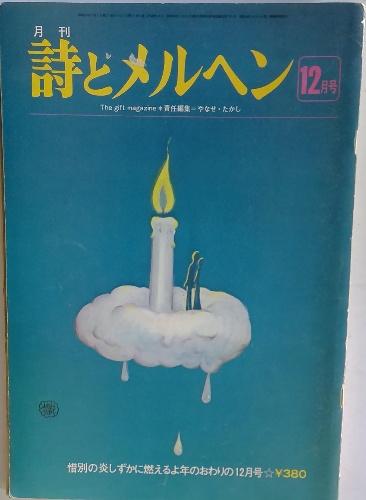 月刊
詩とメルヘン
12月号
The gift magazine＊責任編集＝やなせ・たかし
惜別の炎しずかに燃えるよ年のおわりの12月号☆¥380